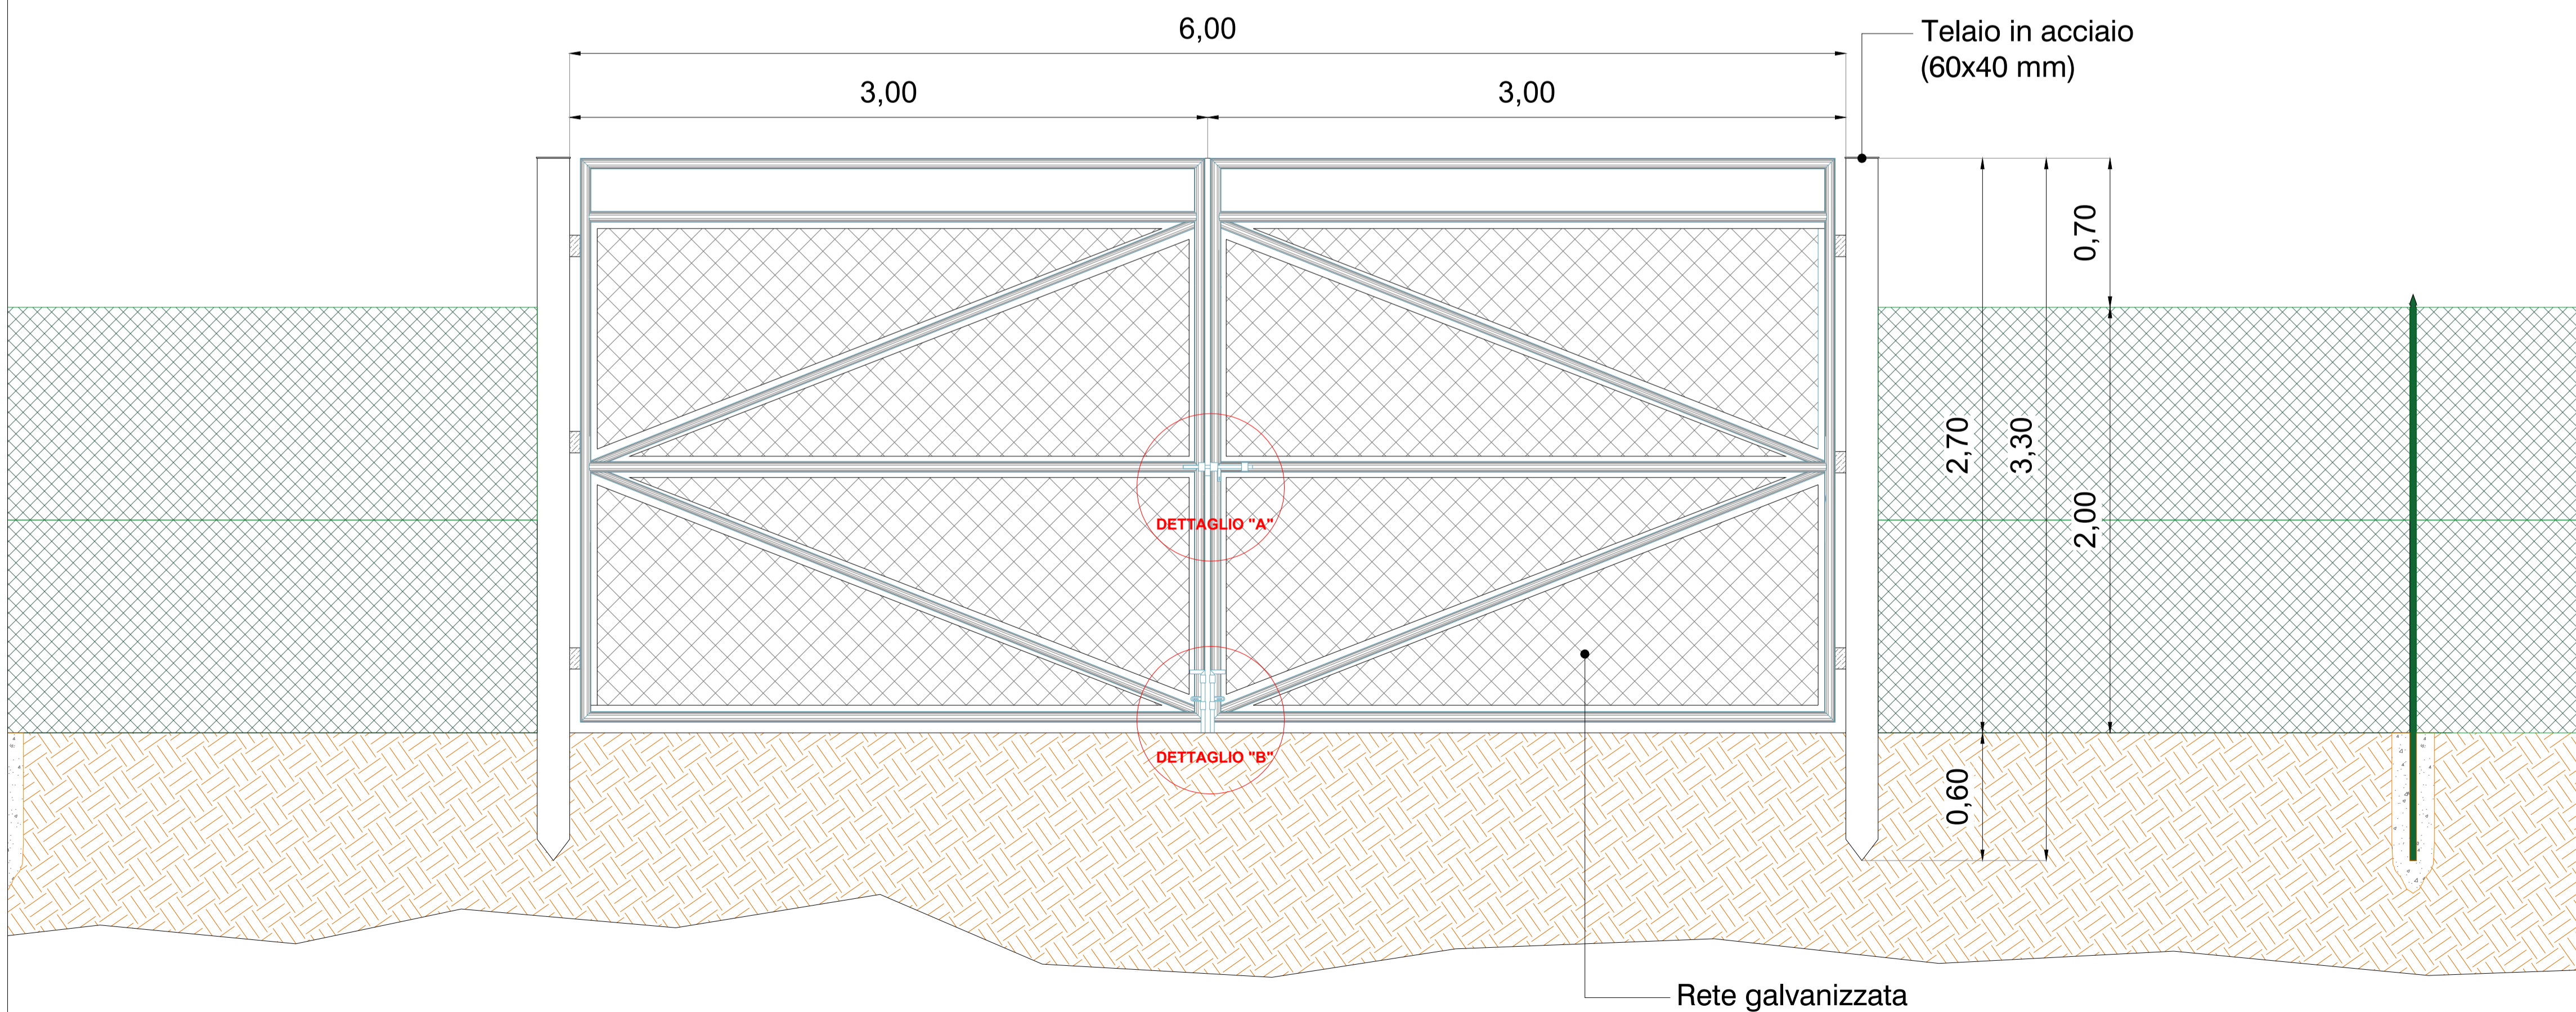 6,00
Telaio in acciaio
(60x40 mm)
3,00
3,00
0,70
2,70
3,30
2,00
DETTAGLIO "A"
DETTAGLIO "B"
0,60
Rete galvanizzata